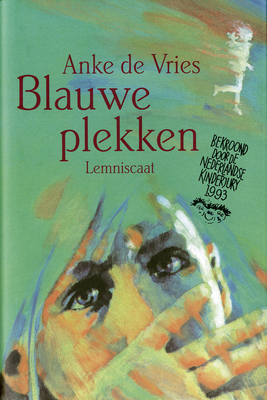 Anke de Vries
Blauwe
plekken
Lemniscaat
BEKROOND
DOOR DE
NEDERLANDSE
KINDERJURY
1993